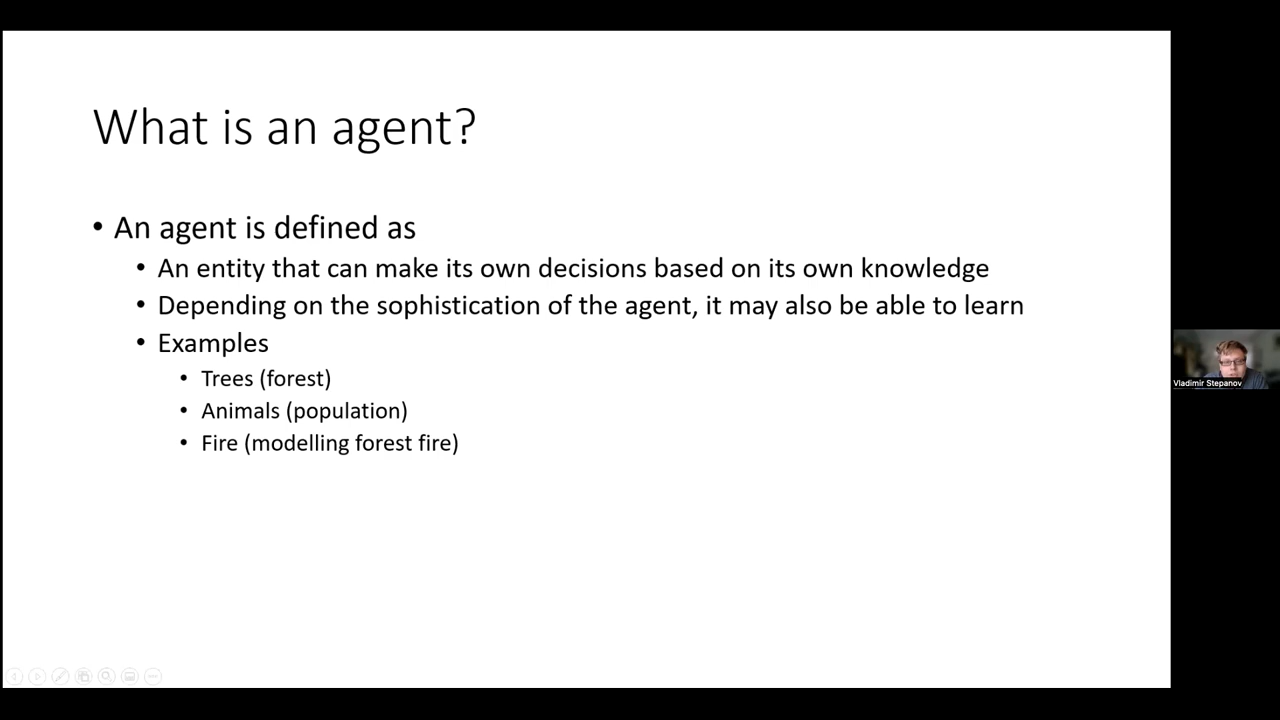 What is an agent?
• An agent is defined as
• An entity that can make its own decisions based on its own knowledge
• Depending on the sophistication of the agent, it may also be able to learn
• Examples
• Trees (forest)
• Animals (population)
• Fire (modelling forest fire)
Vladimir Stepanov